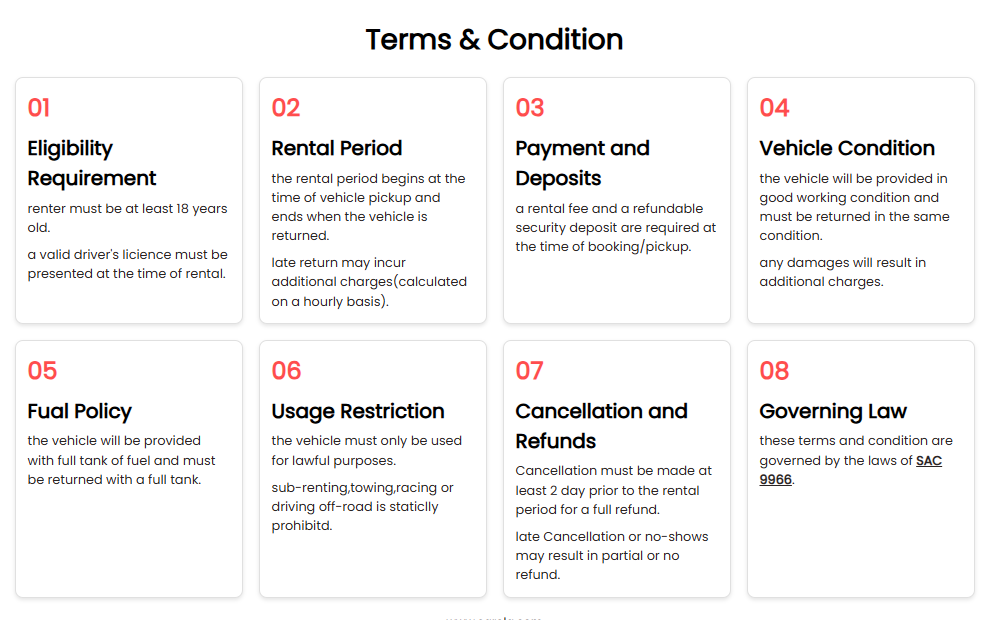 Terms & Condition
01
Eligibility
Requirement
renter must be at least 18 years
old.
a valid driver's licience must be
presented at the time of rental.
02
Rental Period
the rental period begins at the
time of vehicle pickup and
ends when the vehicle is
returned.
late return may incur
additional charges(calculated
on a hourly basis).
03
Payment and
Deposits
a rental fee and a refundable
security deposit are required at
the time of booking/pickup.
04
Vehicle Condition
the vehicle will be provided in
good working condition and
must be returned in the same
condition.
any damages will result in
additional charges.
05
Fual Policy
the vehicle will be provided
with full tank of fuel and must
be returned with a full tank.
06
Usage Restriction
the vehicle must only be used
for lawful purposes.
sub-renting,towing,racing or
driving off-road is staticlly
prohibitd.
07
Cancellation and
Refunds
Cancellation must be made at
least 2 day prior to the rental
period for a full refund.
late Cancellation or no-shows
may result in partial or no
refund.
08
Governing Law
these terms and condition are
governed by the laws of SAC
9966.